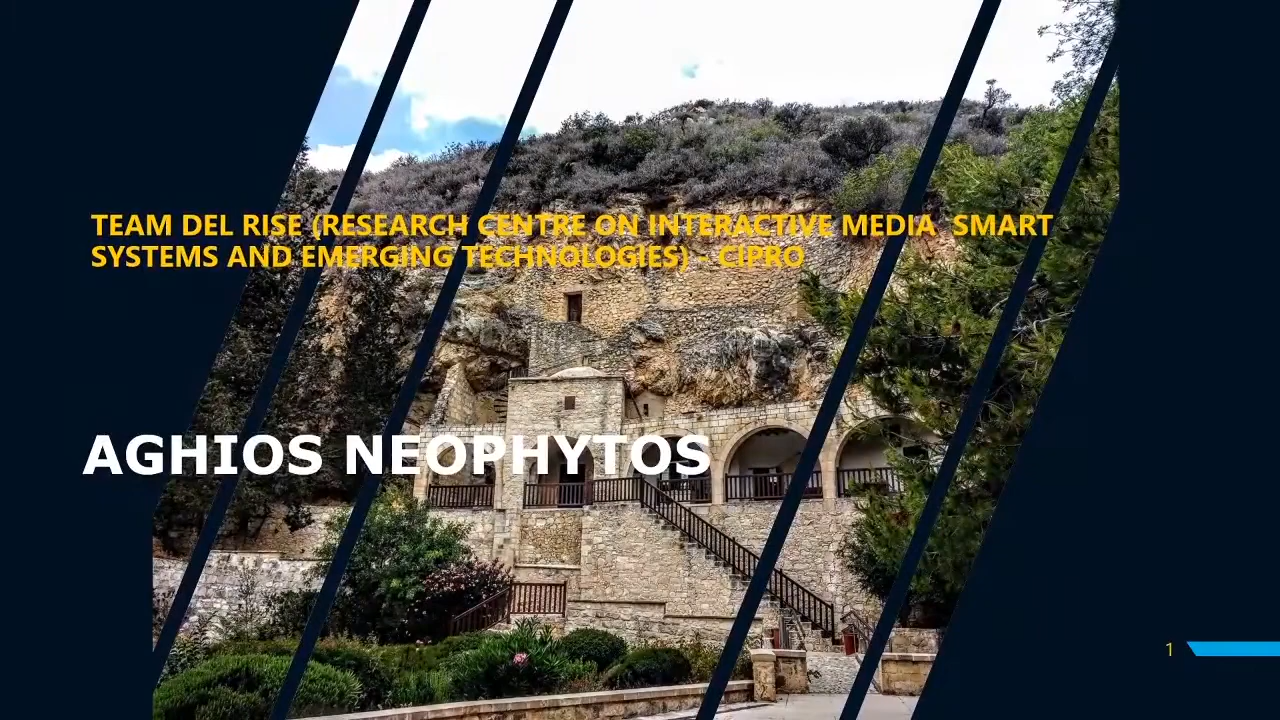 TEAM DEL RISE (RESEARCH CENTRE ON INTERACTIVE MEDIA  SMART
SYSTEMS AND EMERGING TECHNOLOGIES) - CIPRO
AGHIOS NEOPHYTOS
1